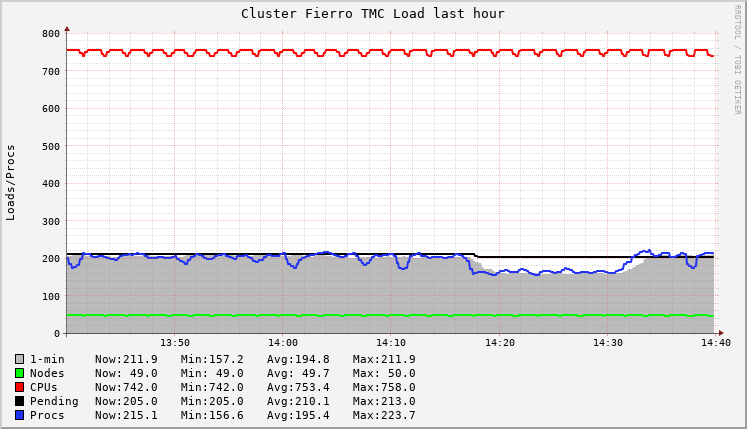 Cluster Fierro TMC Load last hour
RRDTOOL / TOBI OETIKER
Loads/Procs
800
700
600
500
400
300
200
100
0
13:50 14:00 14:10 14:20 14:30 14:40
1-min Now:211.9 Min:157.2 Avg:194.8 Max:211.9
Nodes Now: 49.0 Min: 49.0 Avg: 49.7 Max: 50.0
CPUs Now:742.0 Min:742.0 Avg:753.4 Max:758.0
Pending Now:205.0 Min:205.0 Avg:210.1 Max:213.0
Procs Now:215.1 Min:156.6 Avg:195.4 Max:223.7